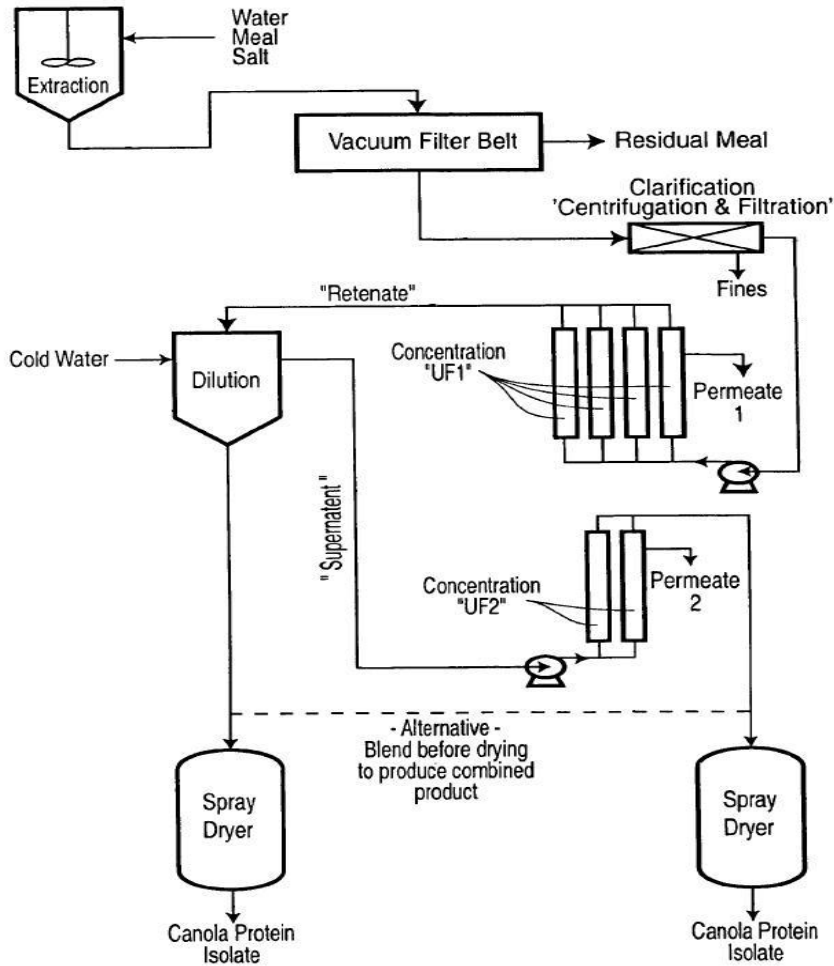 Water
Meal
Salt
Extraction
Vacuum Filter Belt
Residual Meal
Clarification
'Centrifugation & Filtration'
Fines
"Retenate"
Cold Water
Dilution
Concentration
"UF1"
Permeate
1
"Supernatent"
Concentration
"UF2"
Permeate
2
- Alternative -
Blend before drying
to produce combined
product
Spray
Dryer
Spray
Dryer
Canola Protein
Isolate
Canola Protein
Isolate